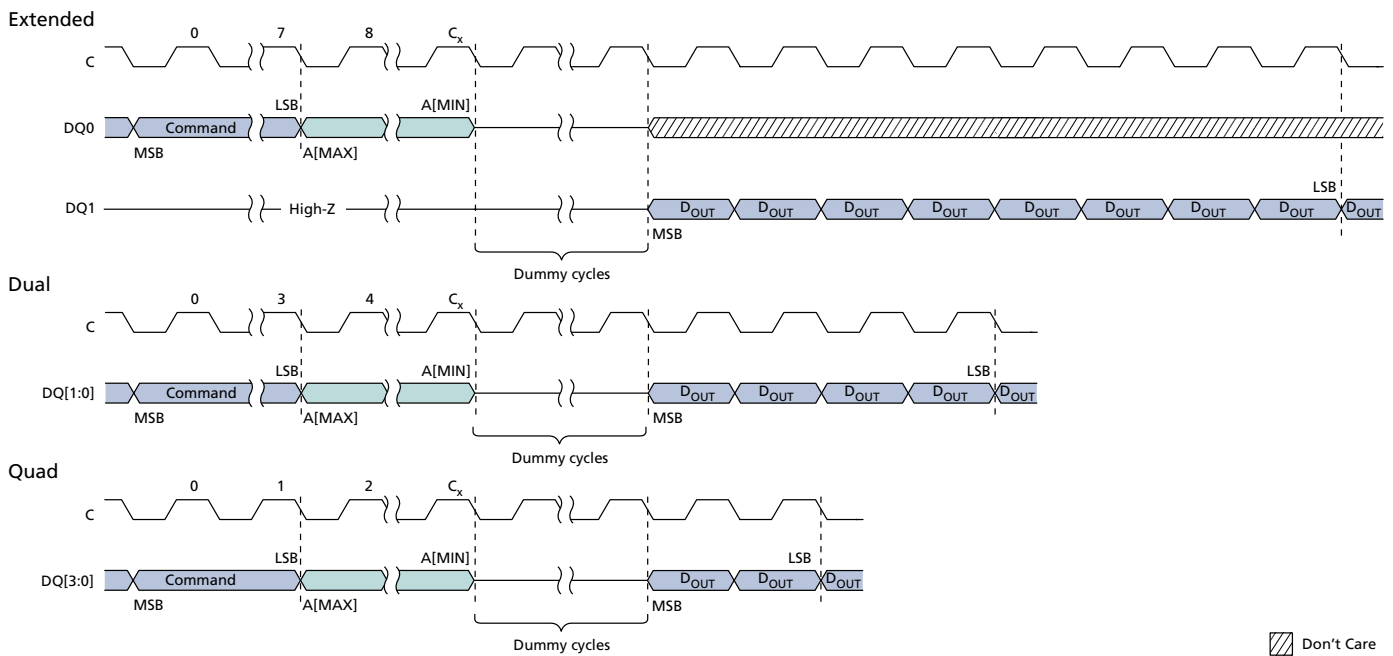 Extended
0 7 8 Cx
C
LSB A[MIN]
DQ0 Command
MSB A[MAX]
LSB
DQ1 High-Z DOUT DOUT DOUT DOUT DOUT DOUT DOUT DOUT DOUT
MSB
Dummy cycles
Dual
0 3 4 Cx
C
LSB A[MIN] LSB
DQ[1:0] Command DOUT DOUT DOUT DOUT DOUT
MSB A[MAX] MSB
Dummy cycles
Quad
0 1 2 Cx
C
LSB A[MIN] LSB
DQ[3:0] Command DOUT DOUT DOUT
MSB A[MAX] MSB
Dummy cycles
Don't Care